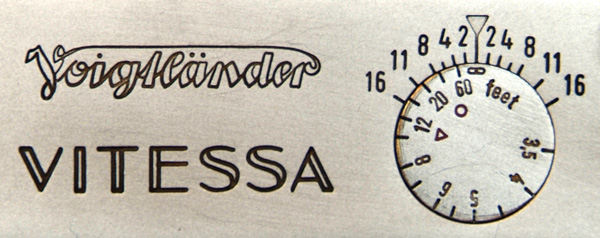 Voigtländer
VITESSA
16 11 8 4 2 2 4 8 11 16
∞ 60 20 12 8 6 5 4 3,5
feet